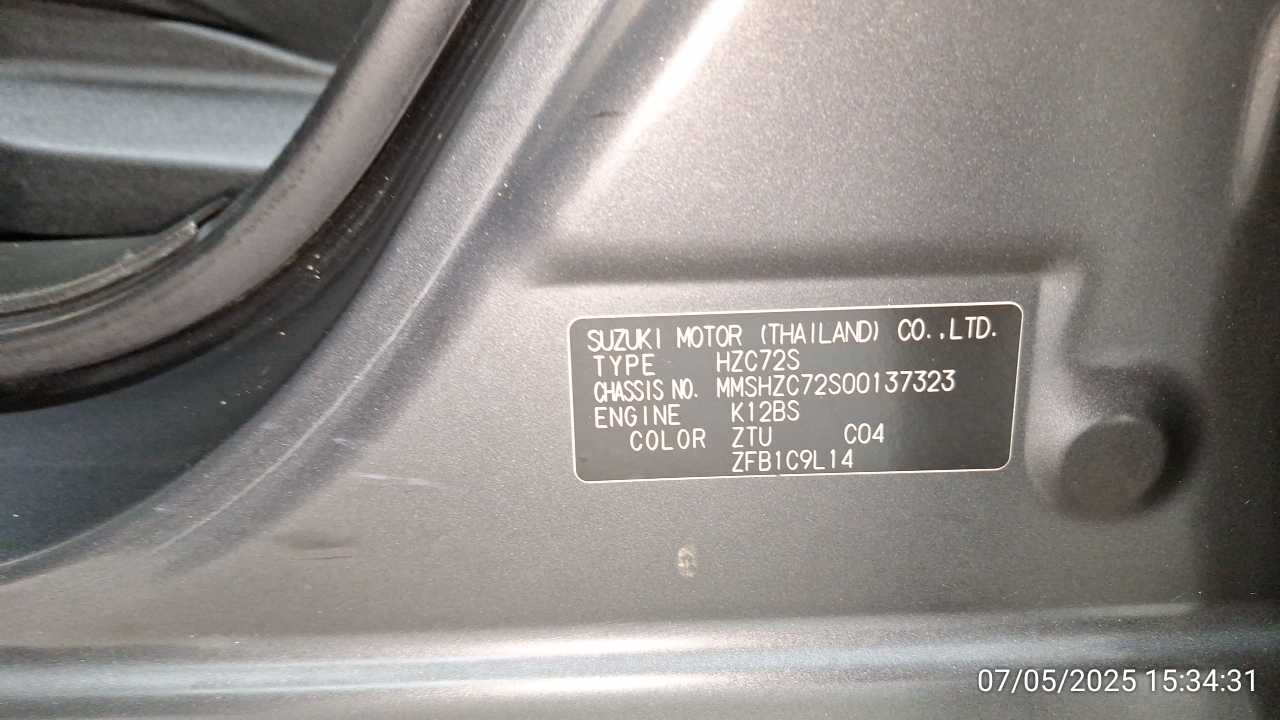 SUZUKI MOTOR (THAILAND) CO.,LTD.
TYPE HZC72S
CHASSIS NO. MMSHZC72S00137323
ENGINE K12BS
COLOR ZTU C04
ZFB1C9L14
07/05/2025 15:34:31